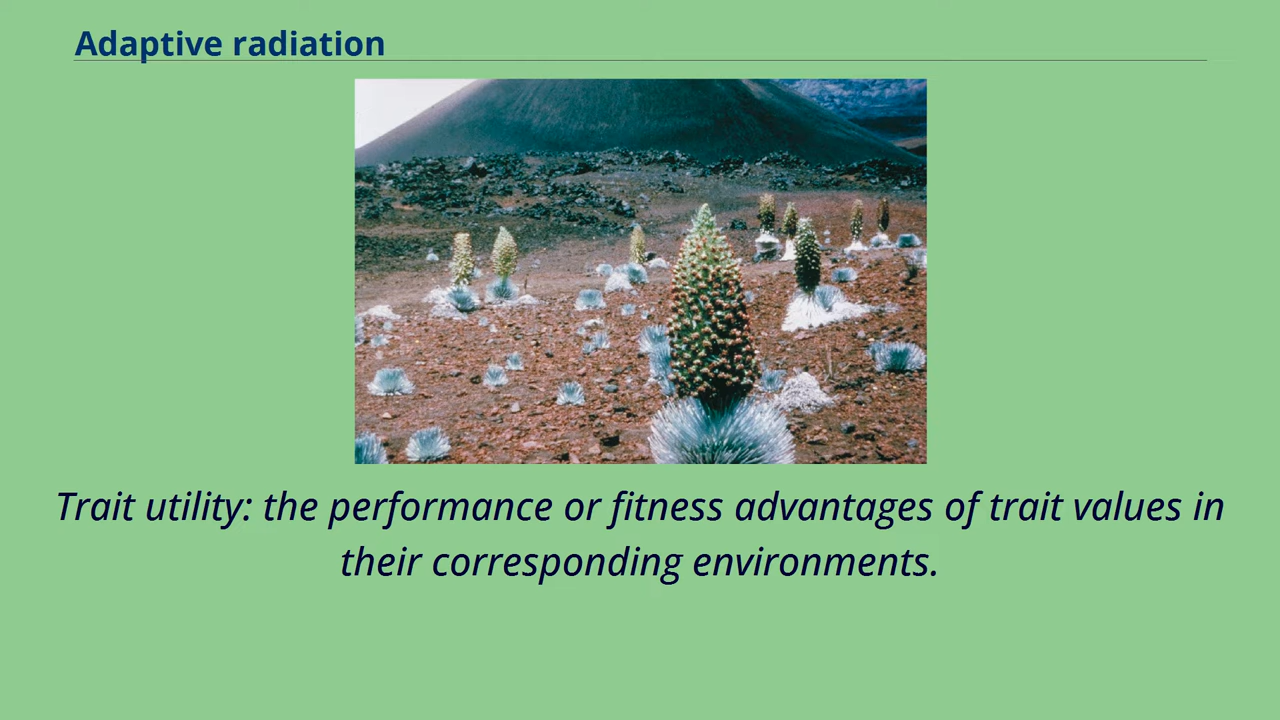 Adaptive radiation
Trait utility: the performance or fitness advantages of trait values in
their corresponding environments.